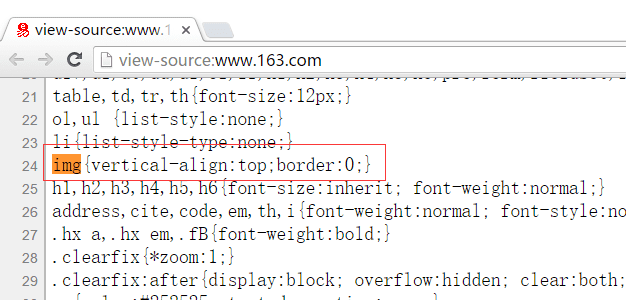 view-source:www.1
view-source:www.163.com
21 table,td,tr,th{font-size:12px;}
22 ol,ul {list-style:none;}
23 li{list-style-type:none;}
24 img{vertical-align:top;border:0;}
25 h1,h2,h3,h4,h5,h6{font-size:inherit; font-weight:normal;}
26 address,cite,code,em,th,i{font-weight:normal; font-style:no
27 .hx a,.hx em,.fB{font-weight:bold;}
28 .clearfix{*zoom:1;}
29 .clearfix:after{display:block; overflow:hidden; clear:both;